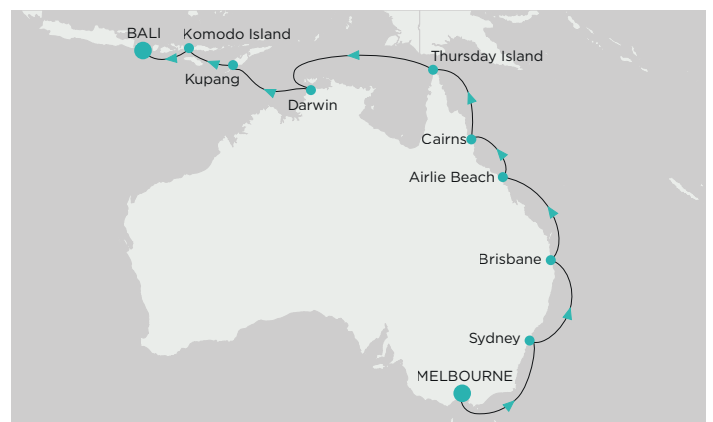 BALI
Komodo Island
Thursday Island
Kupang
Darwin
Cairns
Airlie Beach
Brisbane
Sydney
MELBOURNE